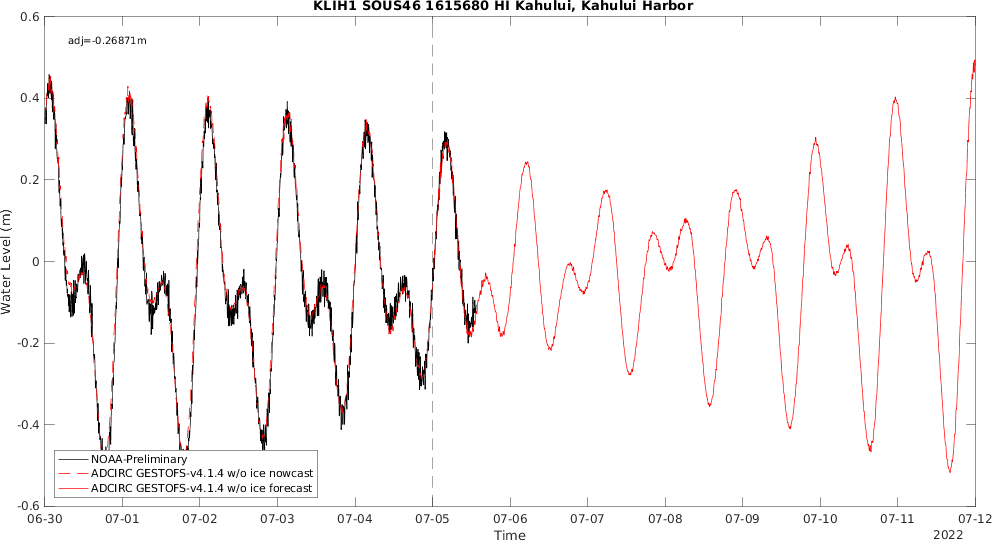 KLIH1 SOUS46 1615680 HI Kahului, Kahului Harbor
adj=-0.26871m
0.6
0.4
0.2
0
-0.2
-0.4
-0.6
Water Level (m)
NOAA-Preliminary
ADCIRC GESTOFS-v4.1.4 w/o ice nowcast
ADCIRC GESTOFS-v4.1.4 w/o ice forecast
06-30 07-01 07-02 07-03 07-04 07-05 07-06 07-07 07-08 07-09 07-10 07-11 07-12
Time
2022